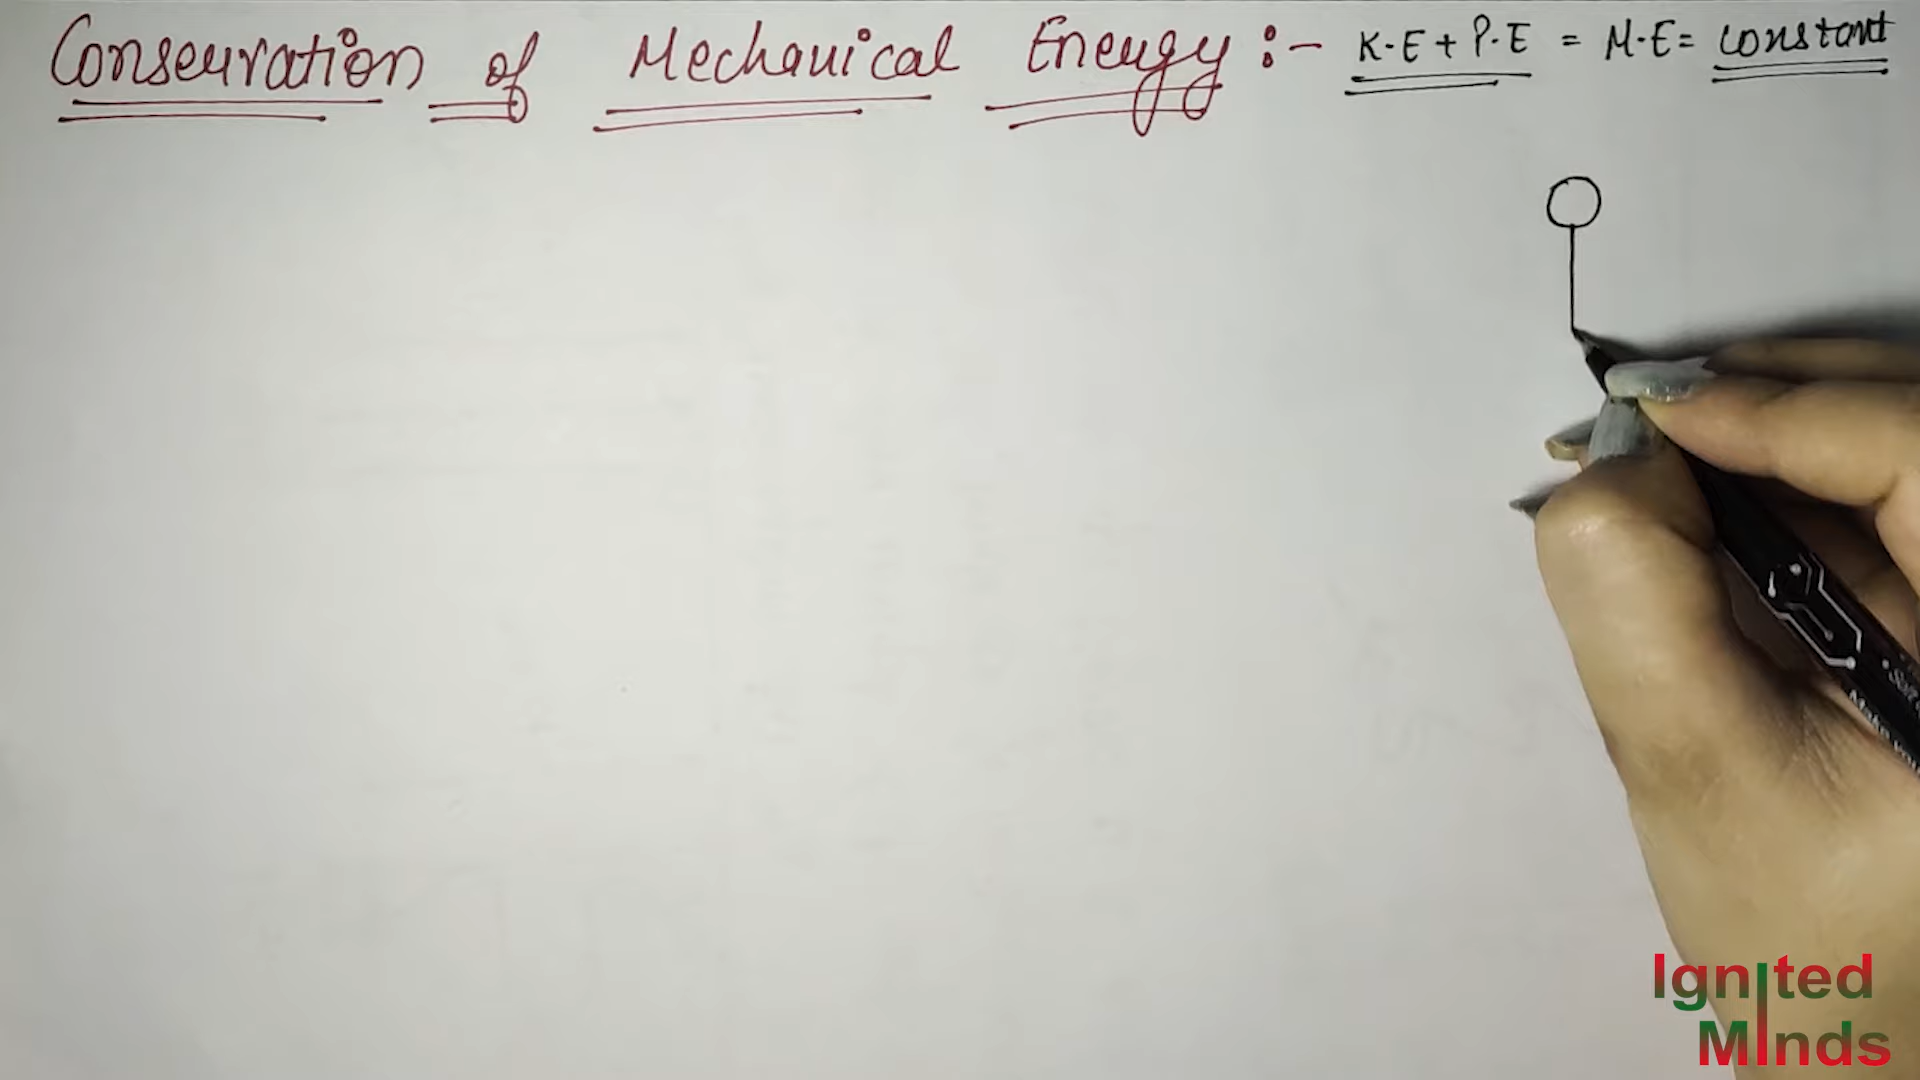 Conservation of Mechanical Energy :- K.E + P.E = M.E = constant
Ignited
Minds